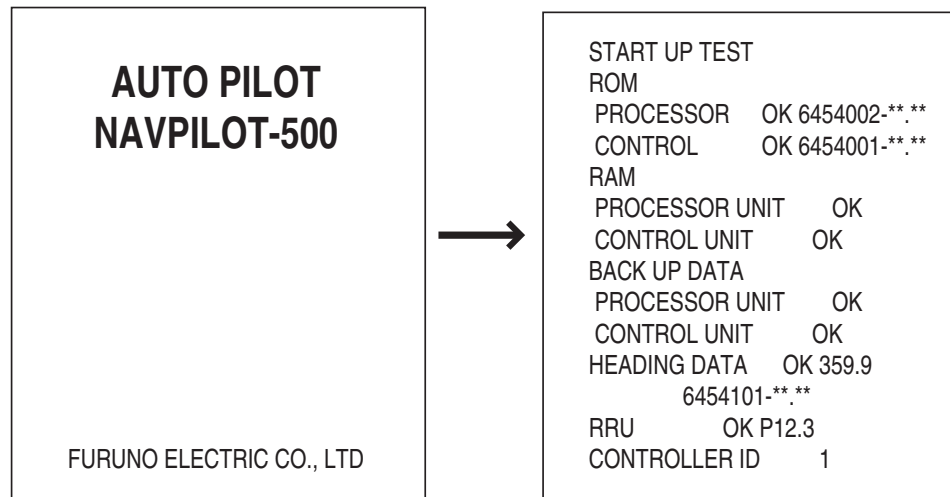 AUTO PILOT
NAVPILOT-500
FURUNO ELECTRIC CO., LTD
START UP TEST
ROM
PROCESSOR OK 6454002-**.**
CONTROL OK 6454001-**.**
RAM
PROCESSOR UNIT OK
CONTROL UNIT OK
BACK UP DATA
PROCESSOR UNIT OK
CONTROL UNIT OK
HEADING DATA OK 359.9
6454101-**.**
RRU OK P12.3
CONTROLLER ID 1